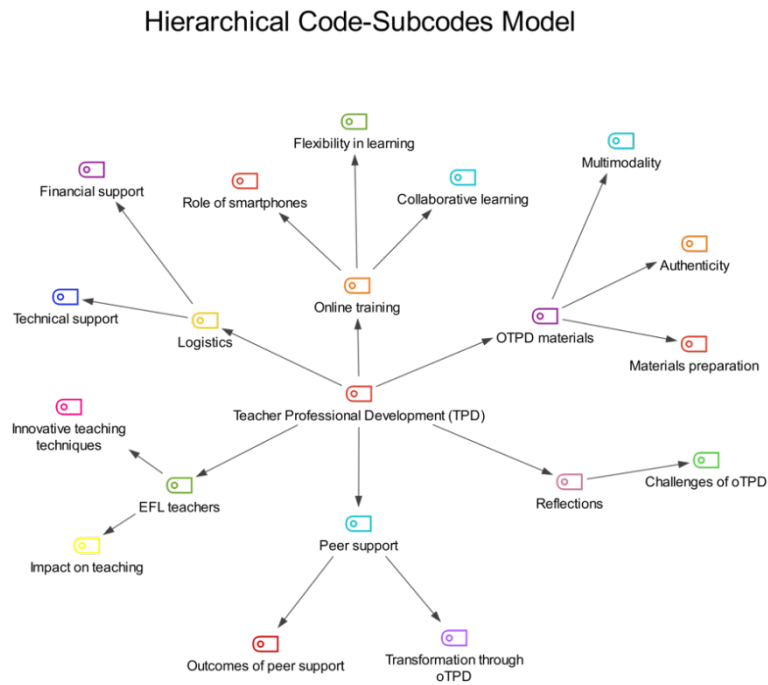 Hierarchical Code-Subcodes Model
Flexibility in learning
Multimodality
Financial support
Role of smartphones
Collaborative learning
Authenticity
Online training
Technical support
Logistics
OTPD materials
Materials preparation
Teacher Professional Development (TPD)
Innovative teaching
techniques
EFL teachers
Reflections
Challenges of oTPD
Peer support
Impact on teaching
Outcomes of peer support
Transformation through
oTPD